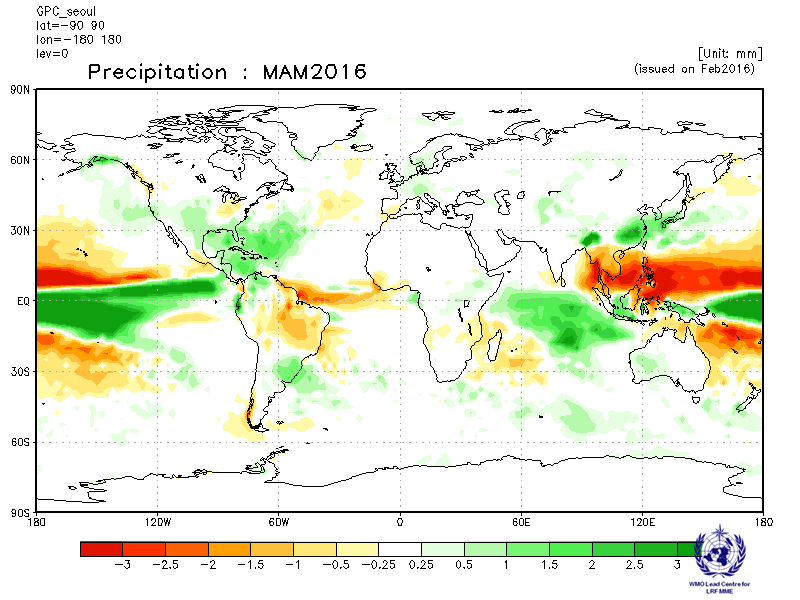 GPC_seoul
lat=-90 90
lon=-180 180
lev=0
[Unit: mm]
Precipitation : MAM2016
(issued on Feb2016)
90N
60N
30N
EQ
30S
60S
90S
180 120W 60W 0 60E 120E 180
-3 -2.5 -2 -1.5 -1 -0.5 -0.25 0.25 0.5 1 1.5 2 2.5 3
WMO Lead Centre for
LRF MME